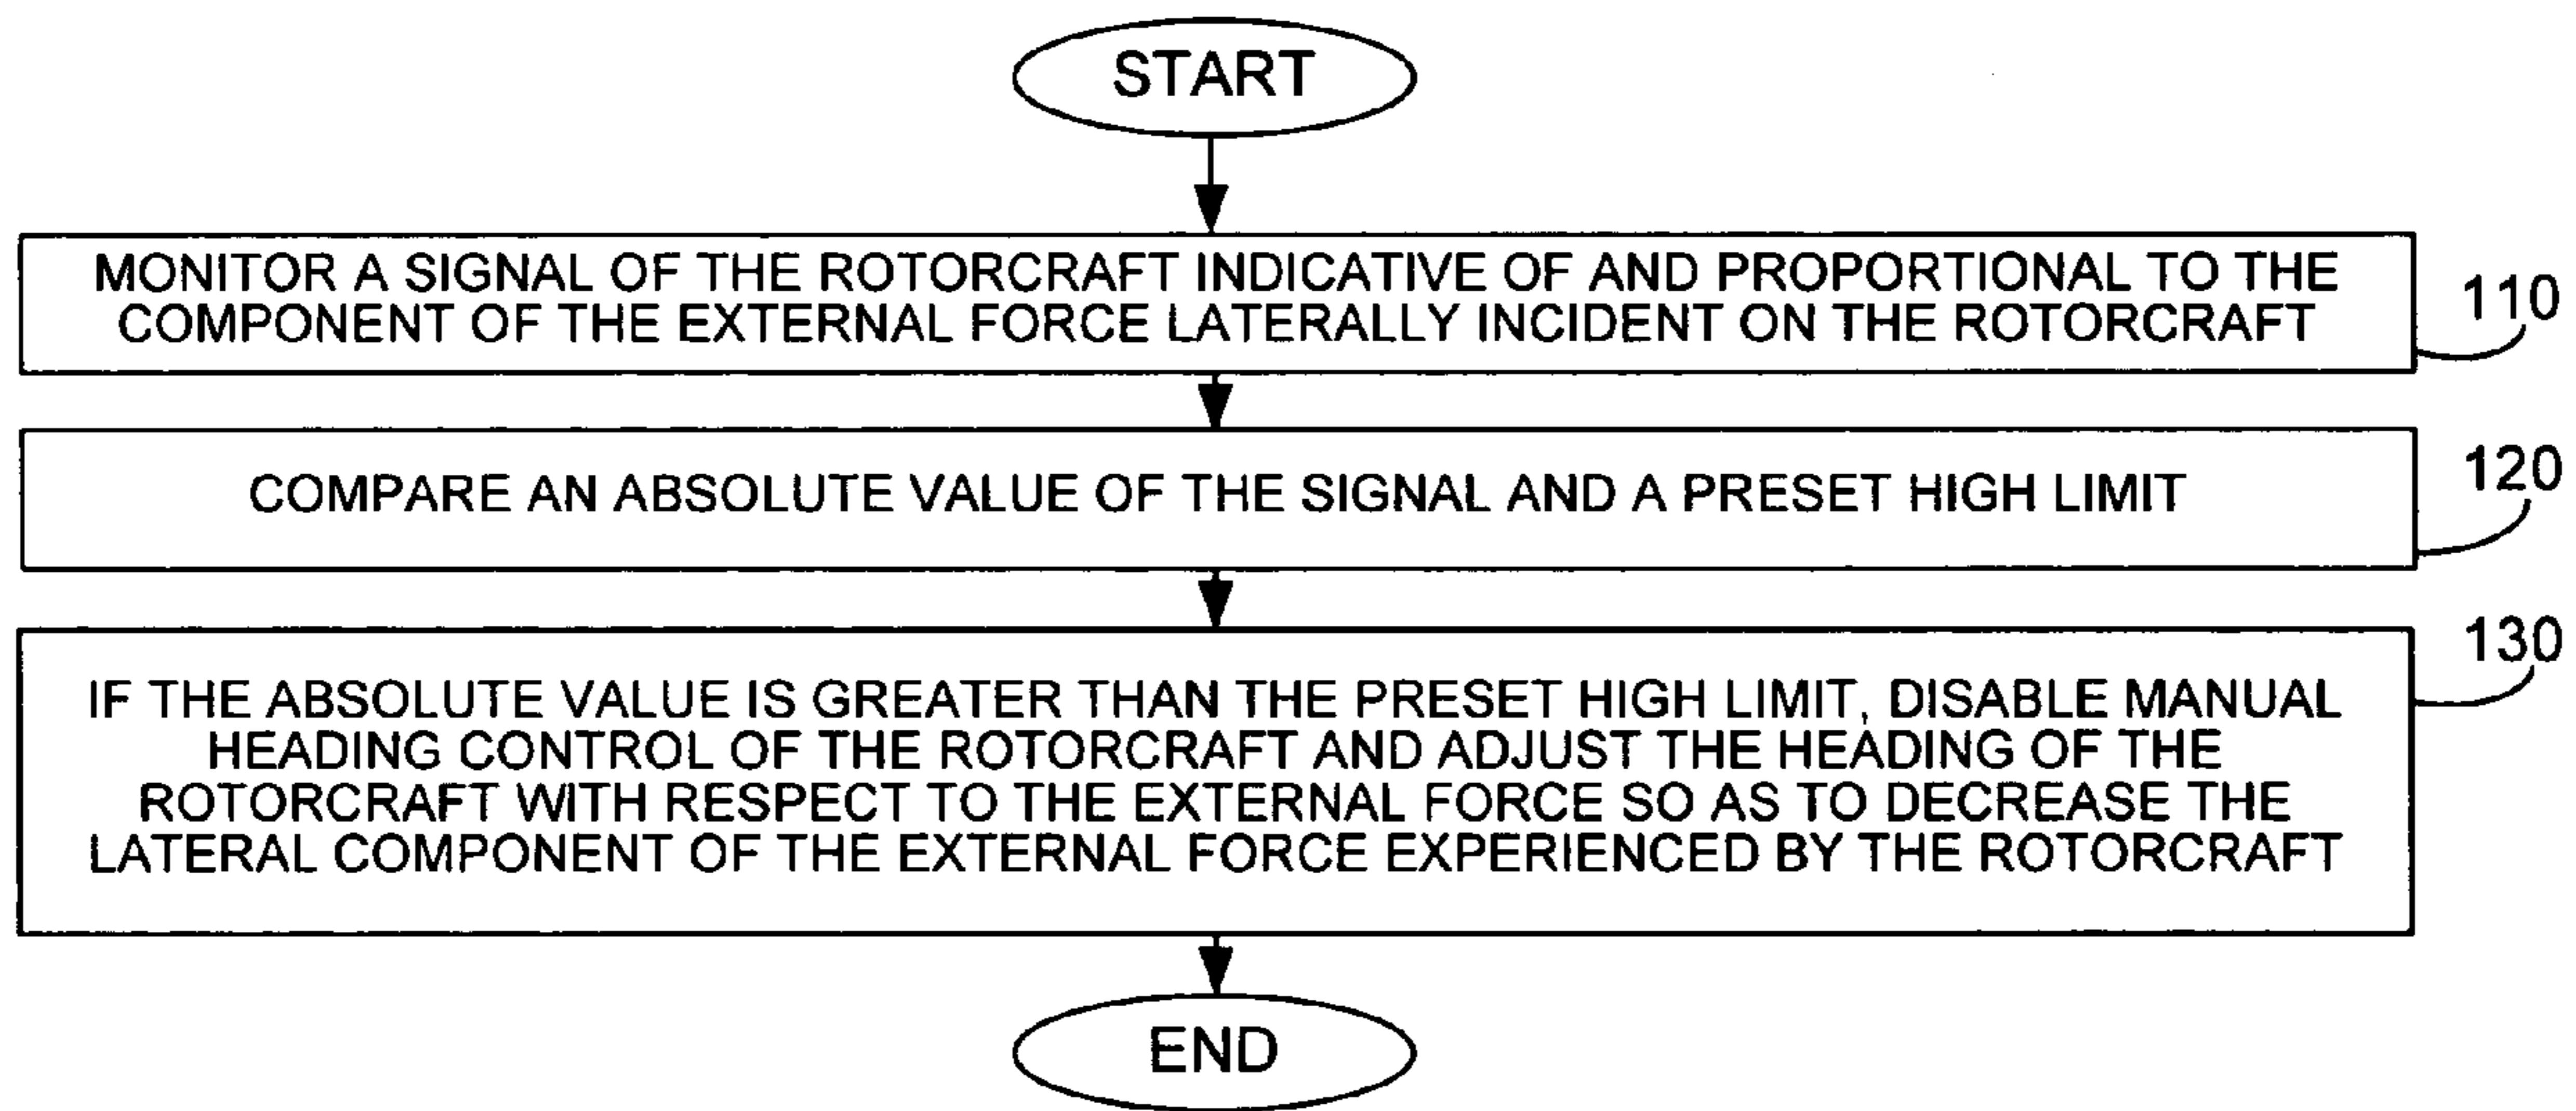 START
MONITOR A SIGNAL OF THE ROTORCRAFT INDICATIVE OF AND PROPORTIONAL TO THE
COMPONENT OF THE EXTERNAL FORCE LATERALLY INCIDENT ON THE ROTORCRAFT
110
COMPARE AN ABSOLUTE VALUE OF THE SIGNAL AND A PRESET HIGH LIMIT
120
130
IF THE ABSOLUTE VALUE IS GREATER THAN THE PRESET HIGH LIMIT, DISABLE MANUAL
HEADING CONTROL OF THE ROTORCRAFT AND ADJUST THE HEADING OF THE
ROTORCRAFT WITH RESPECT TO THE EXTERNAL FORCE SO AS TO DECREASE THE
LATERAL COMPONENT OF THE EXTERNAL FORCE EXPERIENCED BY THE ROTORCRAFT
END